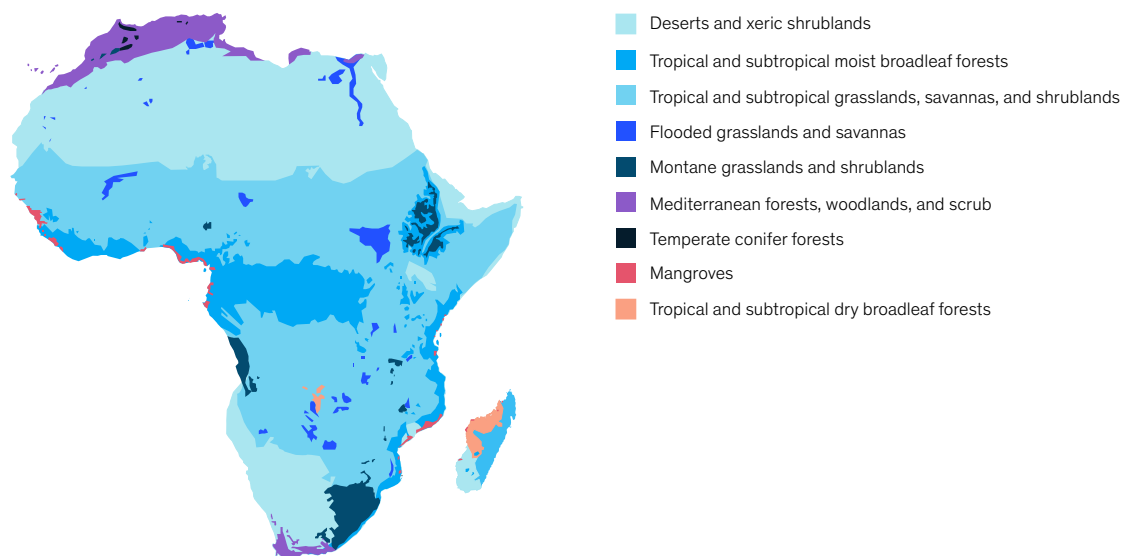 Deserts and xeric shrublands
Tropical and subtropical moist broadleaf forests
Tropical and subtropical grasslands, savannas, and shrublands
Flooded grasslands and savannas
Montane grasslands and shrublands
Mediterranean forests, woodlands, and scrub
Temperate conifer forests
Mangroves
Tropical and subtropical dry broadleaf forests